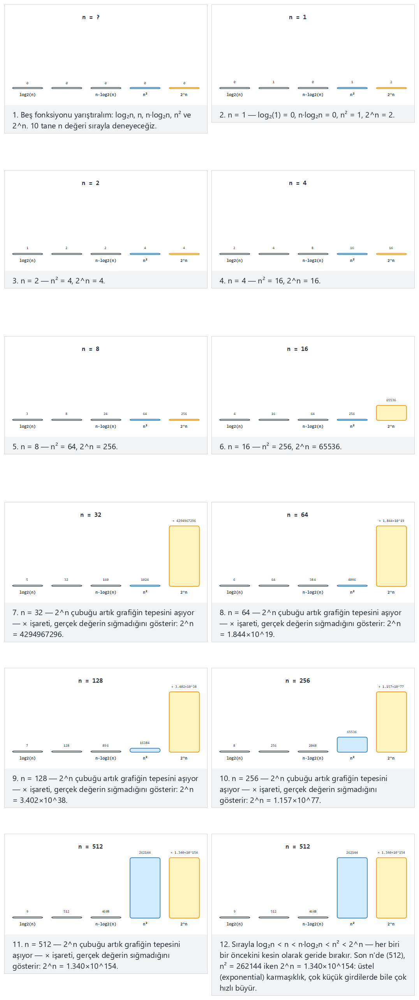 n = ?
0 0 0 0 0
log2(n) n·log2(n) n² 2^n
1. Beş fonksiyonu yarıştıralım: log₂n, n, n·log₂n, n² ve
2^n. 10 tane n değeri sırayla deneyeceğiz.
n = 1
0 1 0 1 2
log2(n) n·log2(n) n² 2^n
2. n = 1 — log₂(1) = 0, n·log₂n = 0, n² = 1, 2^n = 2.
n = 2
1 2 2 4 4
log2(n) n·log2(n) n² 2^n
3. n = 2 — n² = 4, 2^n = 4.
n = 4
2 4 8 16 16
log2(n) n·log2(n) n² 2^n
4. n = 4 — n² = 16, 2^n = 16.
n = 8
3 8 24 64 256
log2(n) n·log2(n) n² 2^n
5. n = 8 — n² = 64, 2^n = 256.
n = 16
4 16 64 256 65536
log2(n) n·log2(n) n² 2^n
6. n = 16 — n² = 256, 2^n = 65536.
n = 32
× 4294967296
5 32 160 1024
log2(n) n·log2(n) n² 2^n
7. n = 32 — 2^n çubuğu artık grafiğin tepesini aşıyor
— × işareti, gerçek değerin sığmadığını gösterir: 2^n
= 4294967296.
n = 64
× 1.844×10^19
6 64 384 4096
log2(n) n·log2(n) n² 2^n
8. n = 64 — 2^n çubuğu artık grafiğin tepesini aşıyor
— × işareti, gerçek değerin sığmadığını gösterir: 2^n
= 1.844×10^19.
n = 128
× 3.402×10^38
7 128 896 16384
log2(n) n·log2(n) n² 2^n
9. n = 128 — 2^n çubuğu artık grafiğin tepesini aşıyor
— × işareti, gerçek değerin sığmadığını gösterir: 2^n
= 3.402×10^38.
n = 256
× 1.157×10^77
8 256 2048 65536
log2(n) n·log2(n) n² 2^n
10. n = 256 — 2^n çubuğu artık grafiğin tepesini
aşıyor — × işareti, gerçek değerin sığmadığını
gösterir: 2^n = 1.157×10^77.
n = 512
262144 × 1.340×10^154
9 512 4608
log2(n) n·log2(n) n² 2^n
11. n = 512 — 2^n çubuğu artık grafiğin tepesini
aşıyor — × işareti, gerçek değerin sığmadığını
gösterir: 2^n = 1.340×10^154.
n = 512
262144 × 1.340×10^154
9 512 4608
log2(n) n·log2(n) n² 2^n
12. Sırayla log₂n < n < n·log₂n < n² < 2^n — her biri
bir öncekini kesin olarak geride bırakır. Son n'de (512),
n² = 262144 iken 2^n = 1.340×10^154: üstel
(exponential) karmaşıklık, çok küçük girdilerde bile çok
hızlı büyür.